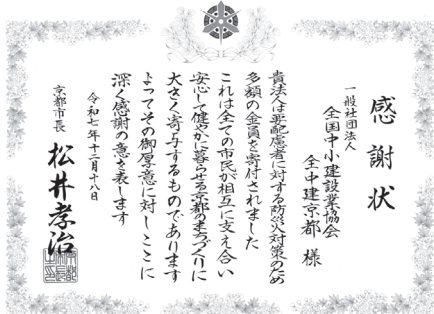 感謝状
一般社団法人
全国中小建設業協会
全中建京都 様
貴法人は要配慮者に対する防災対策のため
多額の金員を寄付されました
これは全ての市民が相互に支え合い
安心して健やかに暮らせる京都のまちづくりに
大きく寄与するものであります
よってその御厚意に対しここに
深く感謝の意を表します
令和七年十二月十八日
京都市長 松井孝治